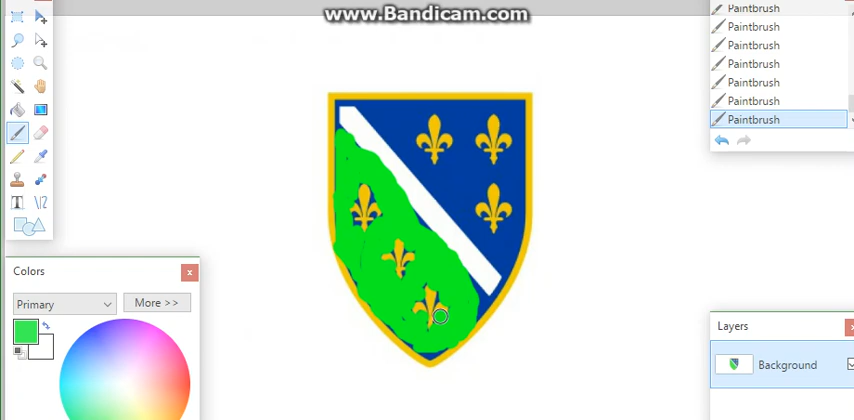 www.Bandicam.com
Paintbrush
Paintbrush
Paintbrush
Paintbrush
Paintbrush
Paintbrush
Paintbrush
Colors
x
Primary
More >>
Layers
x
Background